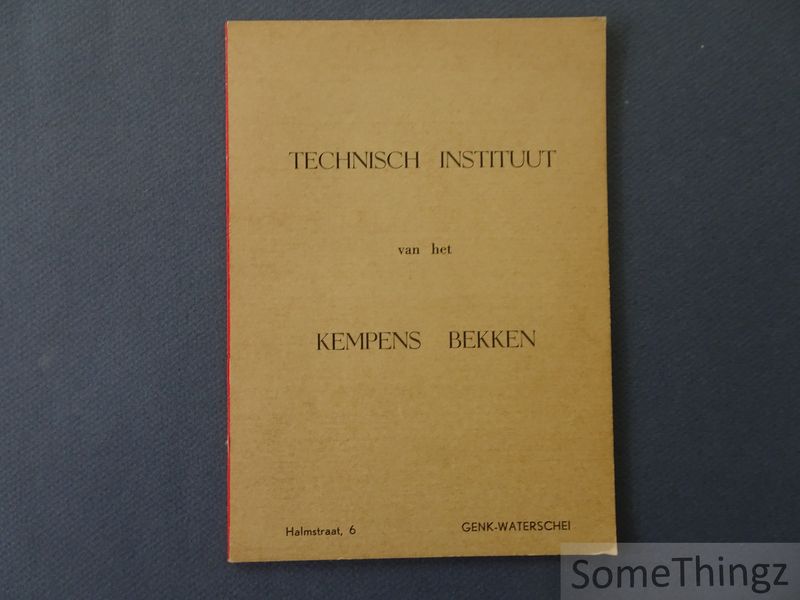 TECHNISCH INSTITUUT
van het
KEMPENS BEKKEN
Halmstraat, 6 GENK-WATERSCHEI
SomeThingz